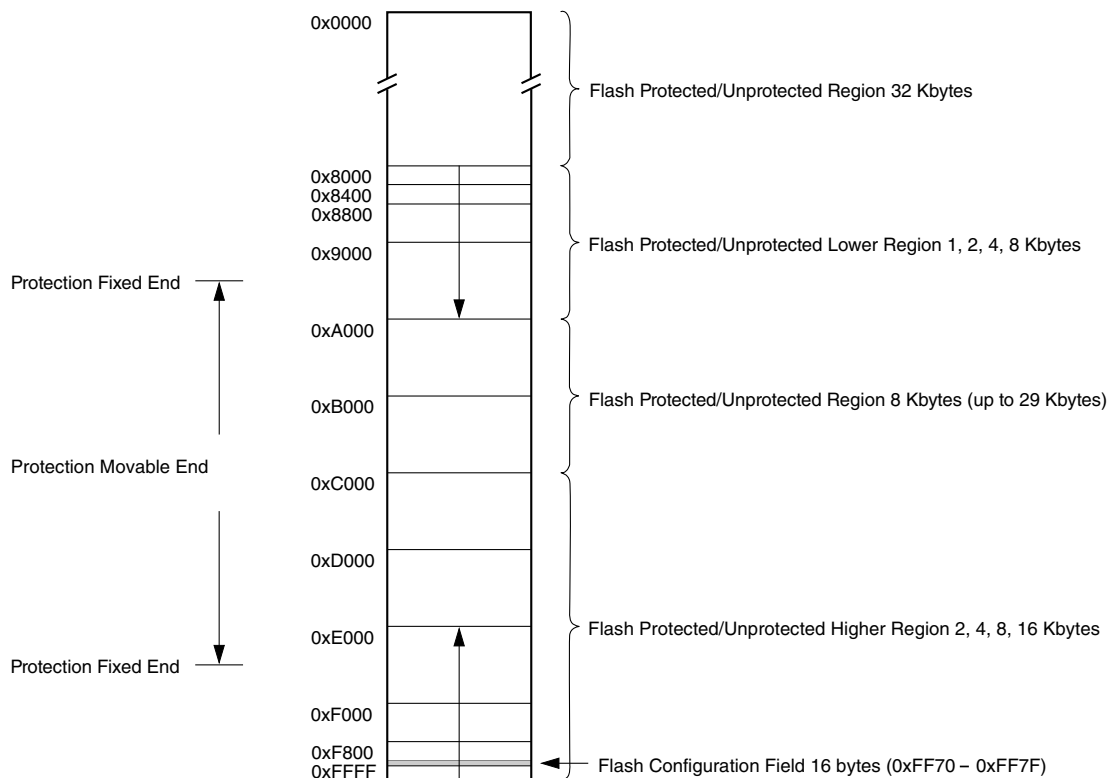 0x0000
Flash Protected/Unprotected Region 32 Kbytes
0x8000
0x8400
0x8800
Flash Protected/Unprotected Lower Region 1, 2, 4, 8 Kbytes
0x9000
Protection Fixed End
0xA000
Flash Protected/Unprotected Region 8 Kbytes (up to 29 Kbytes)
0xB000
Protection Movable End
0xC000
0xD000
Flash Protected/Unprotected Higher Region 2, 4, 8, 16 Kbytes
0xE000
Protection Fixed End
0xF000
0xF800
Flash Configuration Field 16 bytes (0xFF70 – 0xFF7F)
0xFFFF